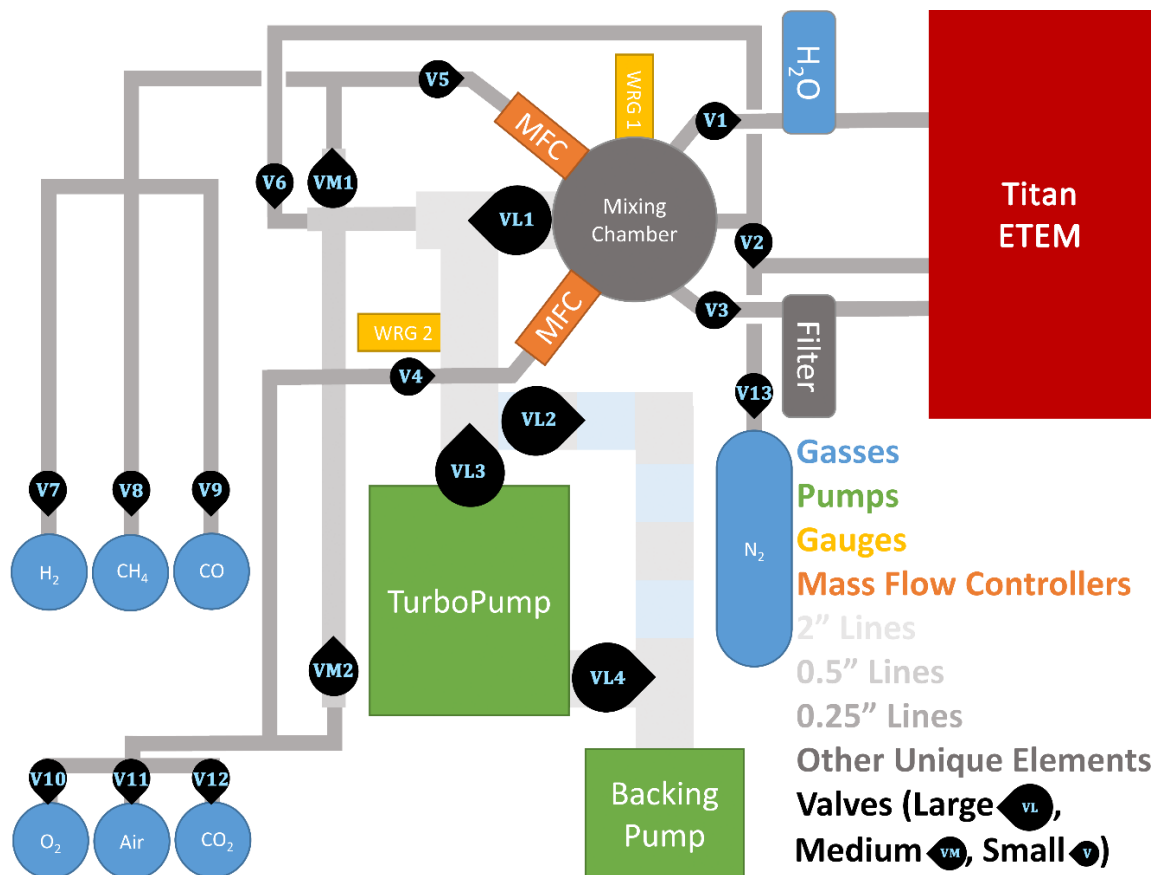 H2O
WRG 1
V5
V1
MFC
V6
VM1
VL1
Mixing
Chamber
Titan
ETEM
V2
V3
MFC
WRG 2
V4
Filter
V13
VL2
VL3
V7
V8
V9
H2
CH4
CO
N2
TurboPump
VM2
VL4
V10
V11
V12
O2
Air
CO2
Backing
Pump
Gasses
Pumps
Gauges
Mass Flow Controllers
2” Lines
0.5” Lines
0.25” Lines
Other Unique Elements
Valves (Large VL,
Medium VM, Small V)